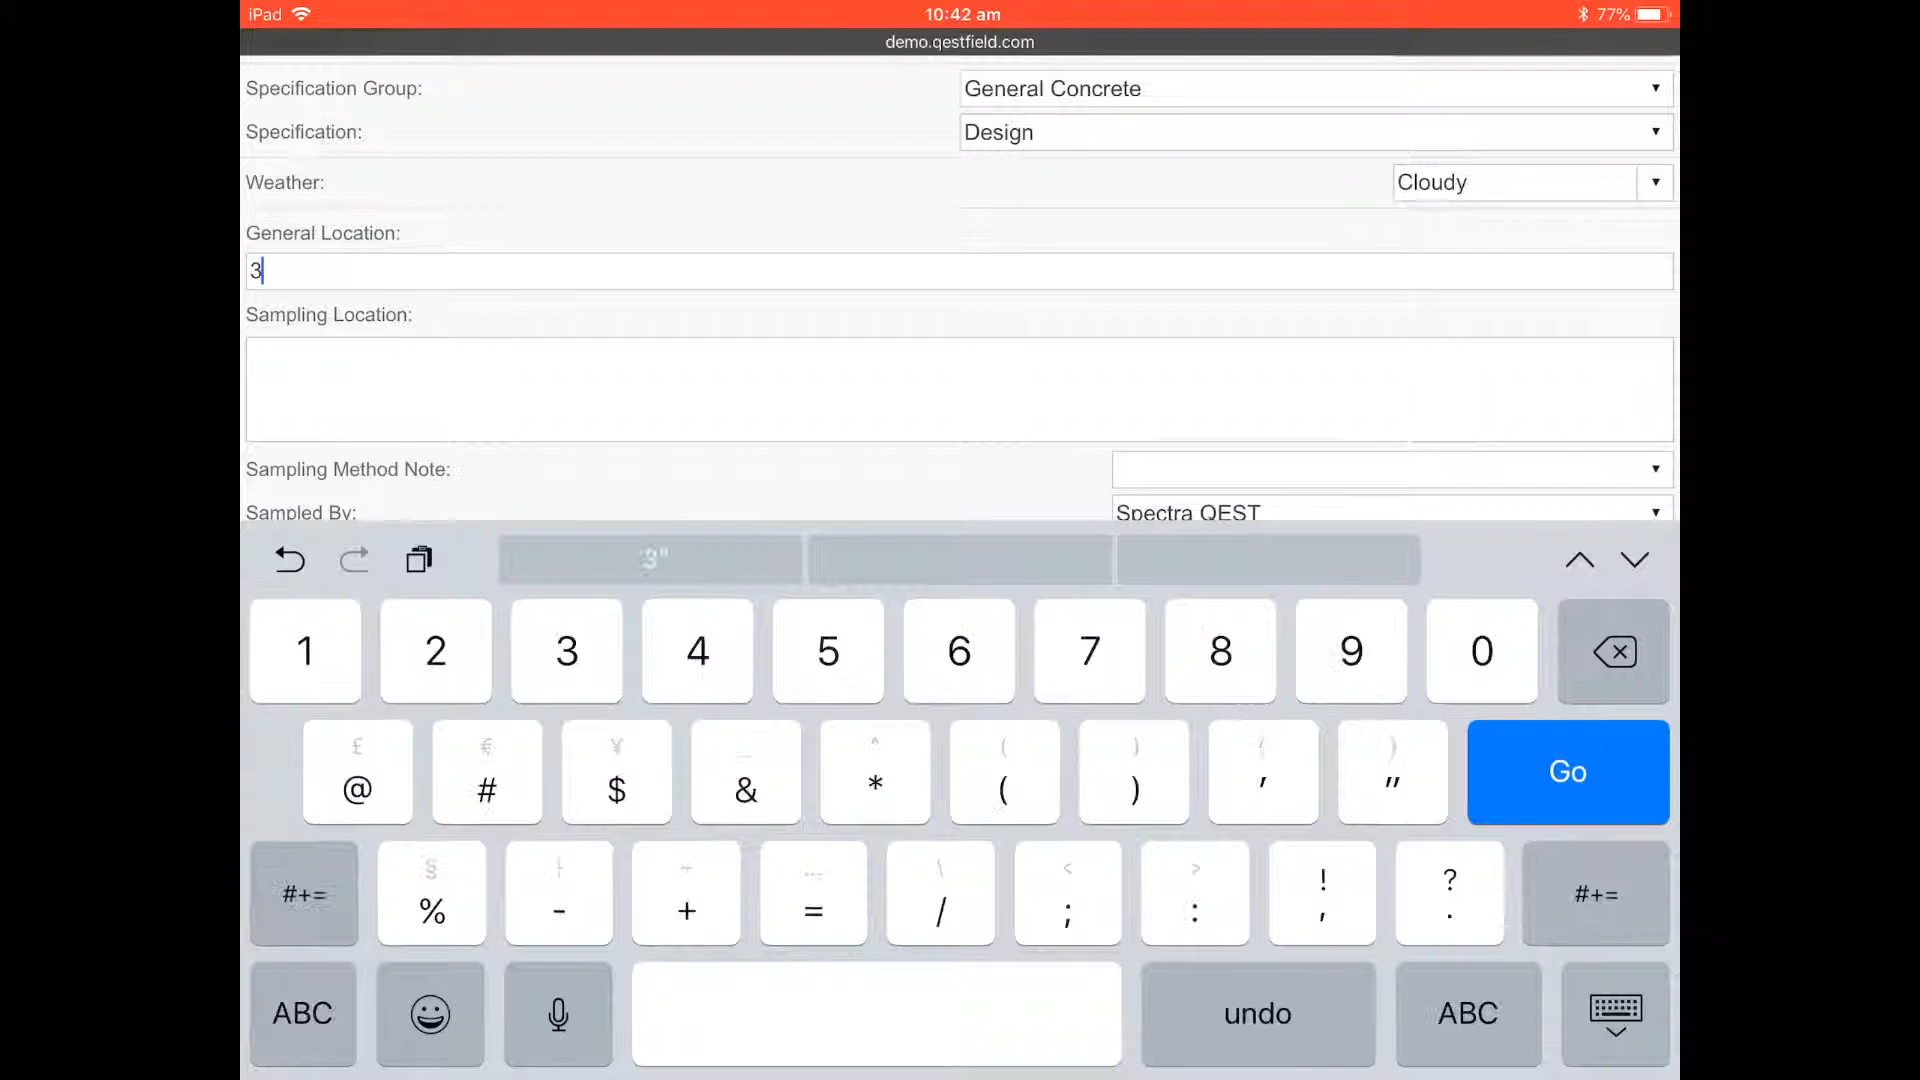 iPad 10:42 am 77%
demo.qestfield.com
Specification Group: General Concrete
Specification: Design
Weather: Cloudy
General Location:
3
Sampling Location:
Sampling Method Note:
Sampled By: Spectra QEST
"3"
1 2 3 4 5 6 7 8 9 0
£ € ¥ _ ^ ( ) { }
@ # $ & * ( ) ' " Go
§ | ~ … \ < > ! ?
#+= % - + = / ; : , . #+=
ABC undo ABC